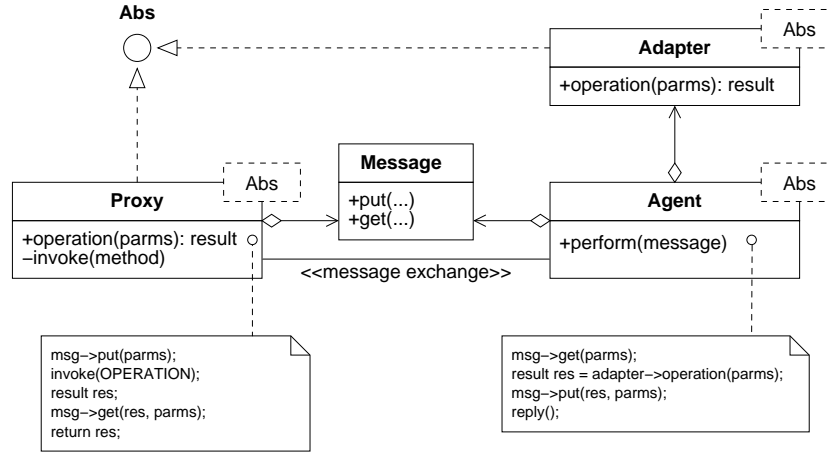 Abs
Abs
Adapter
+operation(parms): result
Message
+put(...)
+get(...)
Abs
Proxy
+operation(parms): result
−invoke(method)
Abs
Agent
+perform(message)
<<message exchange>>
msg−>put(parms);
invoke(OPERATION);
result res;
msg−>get(res, parms);
return res;
msg−>get(parms);
result res = adapter−>operation(parms);
msg−>put(res, parms);
reply();